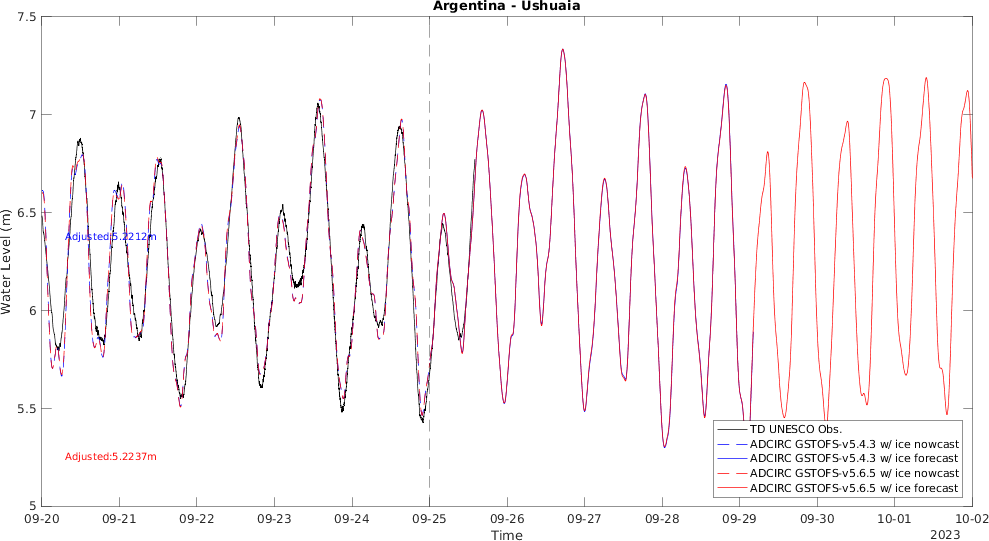 Argentina - Ushuaia
7.5
7
6.5
6
5.5
5
Water Level (m)
Adjusted:5.2212m
Adjusted:5.2237m
TD UNESCO Obs.
ADCIRC GSTOFS-v5.4.3 w/ ice nowcast
ADCIRC GSTOFS-v5.4.3 w/ ice forecast
ADCIRC GSTOFS-v5.6.5 w/ ice nowcast
ADCIRC GSTOFS-v5.6.5 w/ ice forecast
09-20 09-21 09-22 09-23 09-24 09-25 09-26 09-27 09-28 09-29 09-30 10-01 10-02
2023
Time